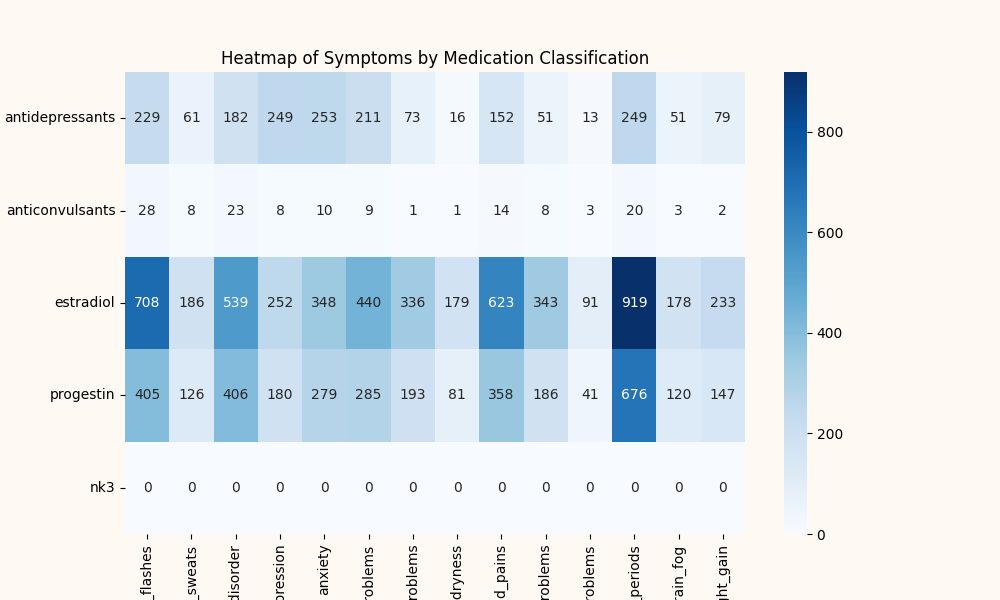 Heatmap of Symptoms by Medication Classification
antidepressants 229 61 182 249 253 211 73 16 152 51 13 249 51 79
anticonvulsants 28 8 23 8 10 9 1 1 14 8 3 20 3 2
estradiol 708 186 539 252 348 440 336 179 623 343 91 919 178 233
progestin 405 126 406 180 279 285 193 81 358 186 41 676 120 147
nk3 0 0 0 0 0 0 0 0 0 0 0 0 0 0
_flashes
_sweats
disorder
pression
anxiety
roblems
roblems
dryness
d_pains
roblems
roblems
_periods
rain_fog
ght_gain
800
600
400
200
0